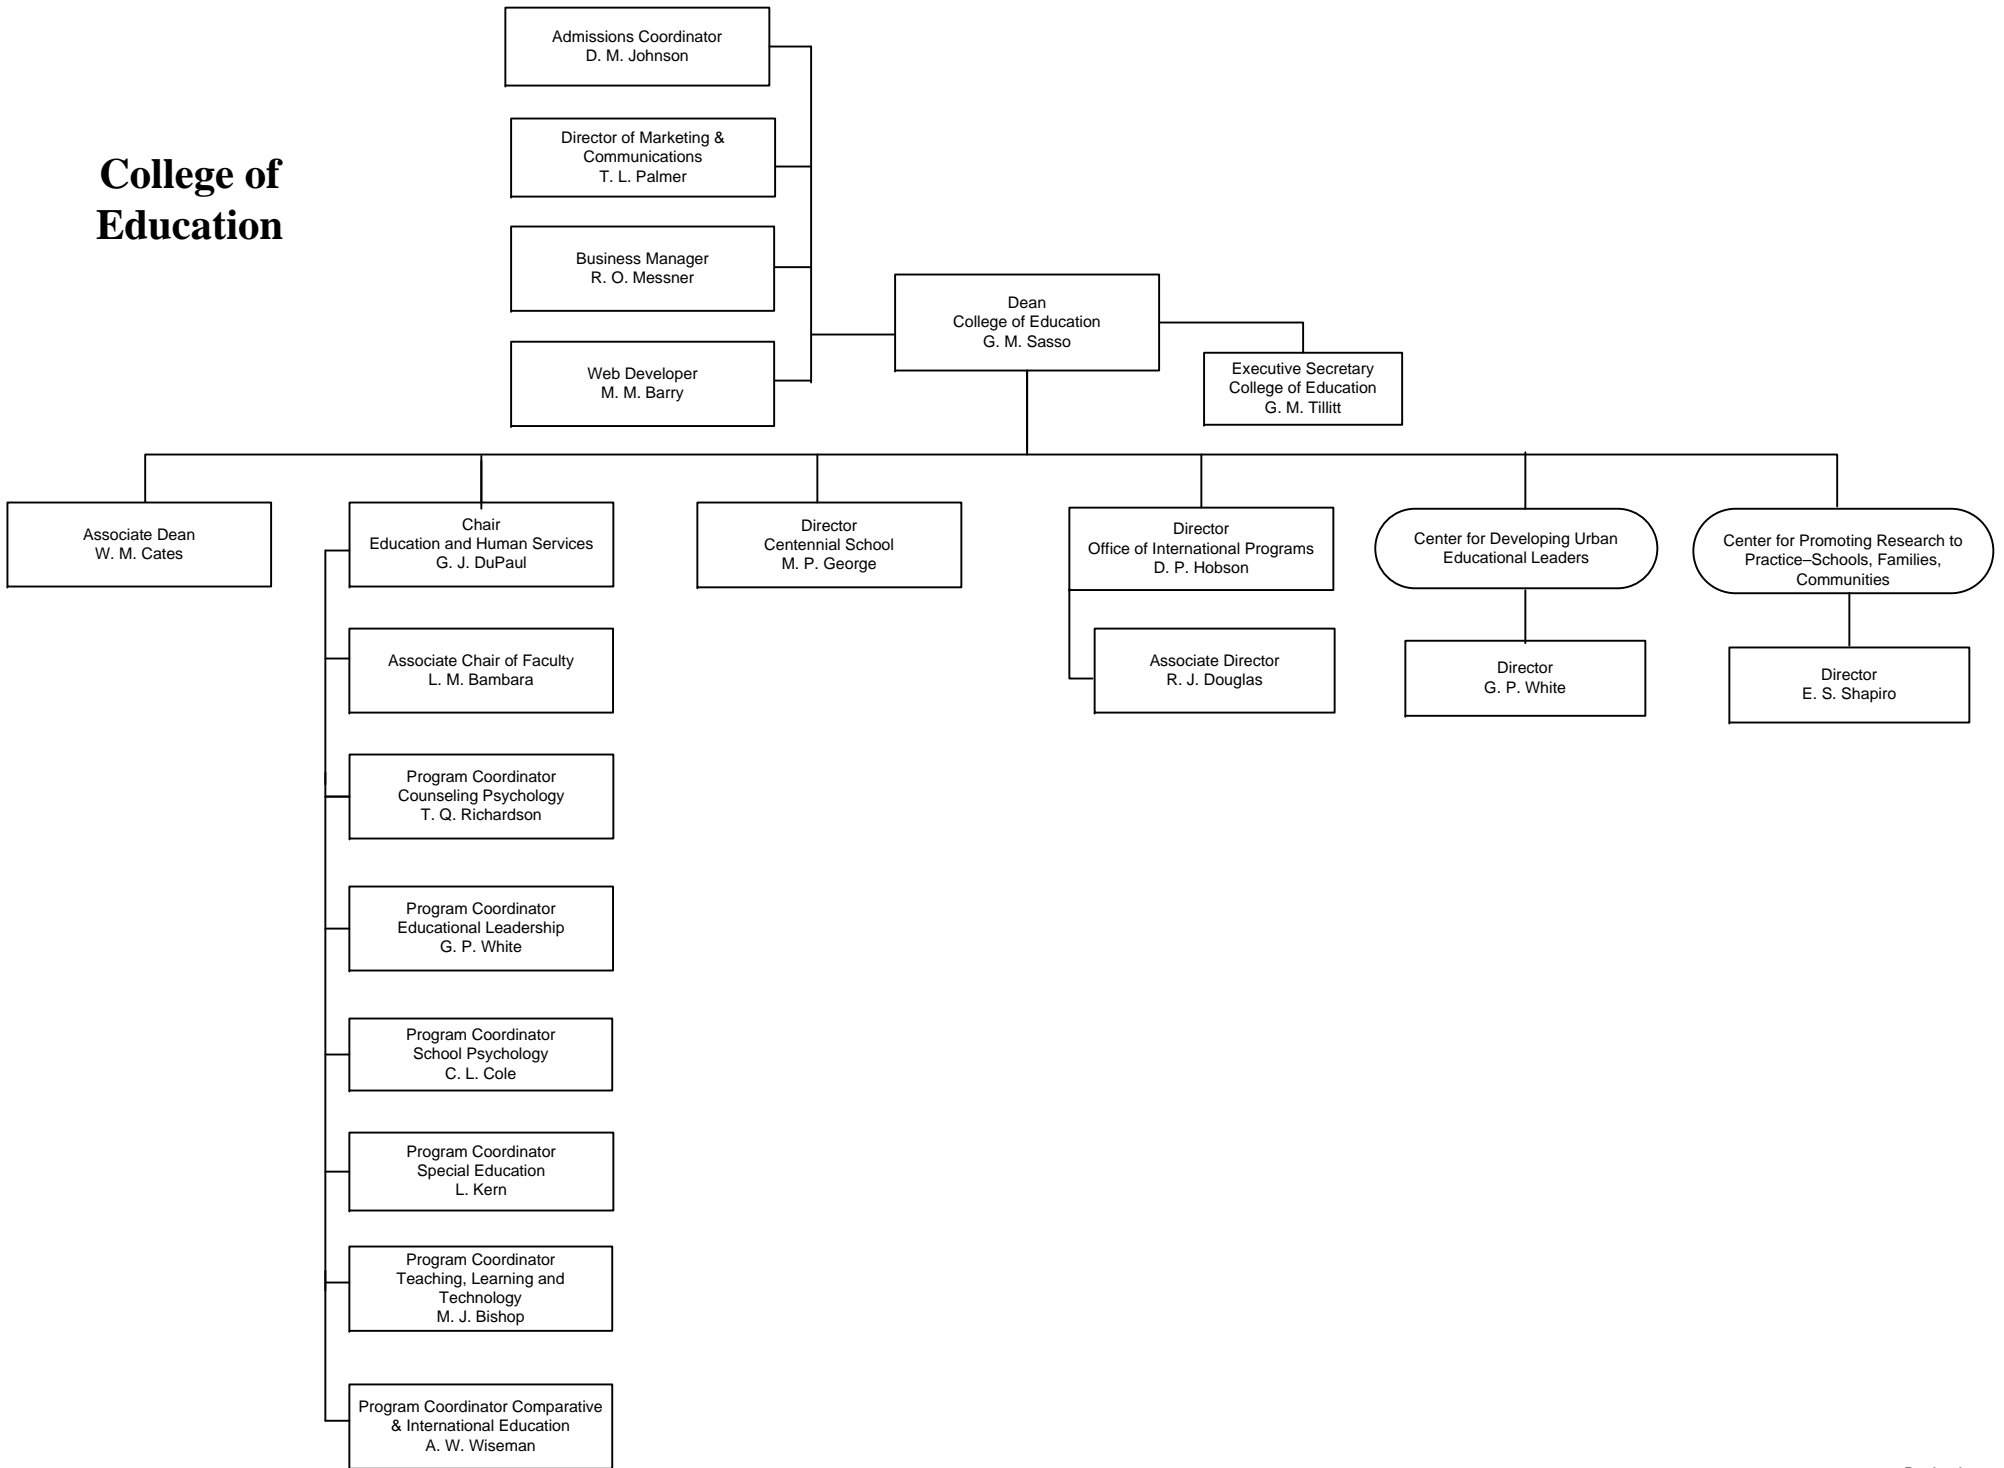 Admissions Coordinator
D. M. Johnson
College of
Education
Director of Marketing &
Communications
T. L. Palmer
Business Manager
R. O. Messner
Web Developer
M. M. Barry
Dean
College of Education
G. M. Sasso
Executive Secretary
College of Education
G. M. Tillitt
Associate Dean
W. M. Cates
Chair
Education and Human Services
G. J. DuPaul
Director
Centennial School
M. P. George
Director
Office of International Programs
D. P. Hobson
Center for Developing Urban
Educational Leaders
Center for Promoting Research to
Practice–Schools, Families,
Communities
Associate Chair of Faculty
L. M. Bambara
Associate Director
R. J. Douglas
Director
G. P. White
Director
E. S. Shapiro
Program Coordinator
Counseling Psychology
T. Q. Richardson
Program Coordinator
Educational Leadership
G. P. White
Program Coordinator
School Psychology
C. L. Cole
Program Coordinator
Special Education
L. Kern
Program Coordinator
Teaching, Learning and
Technology
M. J. Bishop
Program Coordinator Comparative
& International Education
A. W. Wiseman